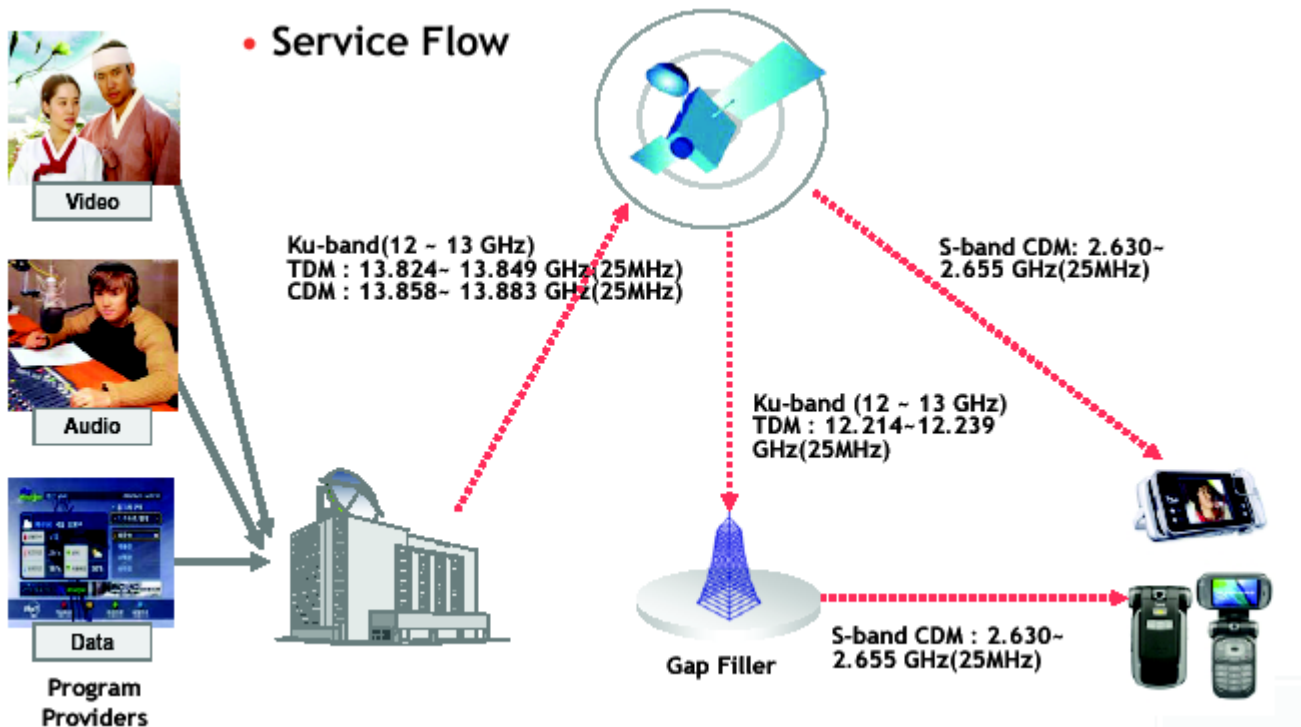 • Service Flow
Video
Ku-band(12 ~ 13 GHz)
TDM : 13.824~ 13.849 GHz(25MHz)
CDM : 13.858~ 13.883 GHz(25MHz)
S-band CDM: 2.630~
2.655 GHz(25MHz)
Audio
Ku-band (12 ~ 13 GHz)
TDM : 12.214~12.239
GHz(25MHz)
Data
Program
Providers
Gap Filler
S-band CDM : 2.630~
2.655 GHz(25MHz)